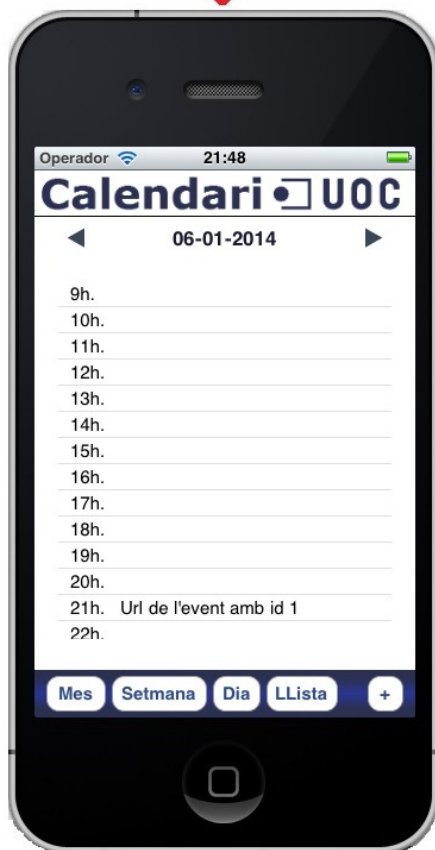 Operador 21:48
Calendari UOC
06-01-2014
9h.
10h.
11h.
12h.
13h.
14h.
15h.
16h.
17h.
18h.
19h.
20h.
21h. Url de l'event amb id 1
22h.
Mes Setmana Dia LLista +